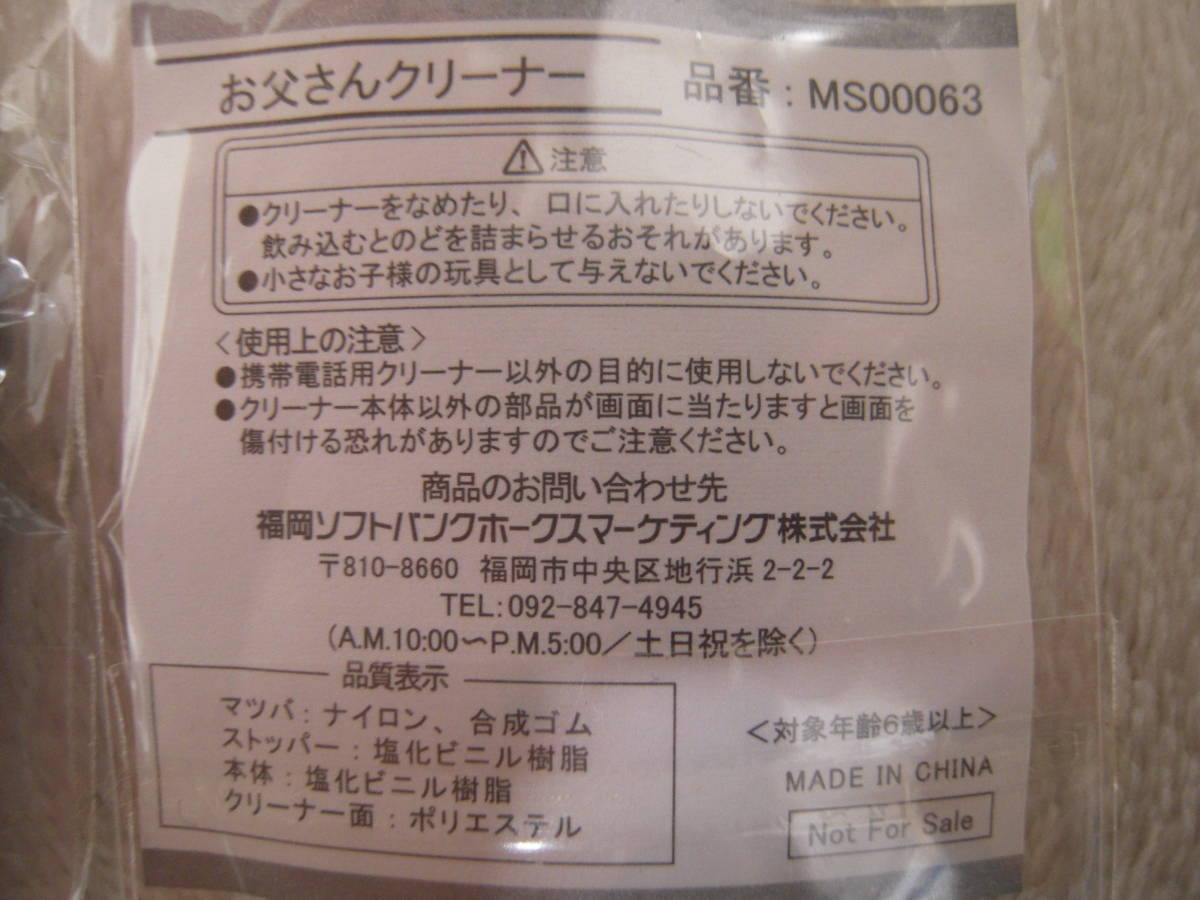 お父さんクリーナー 品番:MS00063
⚠注意
●クリーナーをなめたり、口に入れたりしないでください。
飲み込むとのどを詰まらせるおそれがあります。
●小さなお子様の玩具として与えないでください。
<使用上の注意>
●携帯電話用クリーナー以外の目的に使用しないでください。
●クリーナー本体以外の部品が画面に当たりますと画面を
傷付ける恐れがありますのでご注意ください。
商品のお問い合わせ先
福岡ソフトバンクホークスマーケティング株式会社
〒810-8660 福岡市中央区地行浜2-2-2
TEL:092-847-4945
(A.M.10:00〜P.M.5:00/土日祝を除く)
品質表示
マツバ:ナイロン、合成ゴム
ストッパー:塩化ビニル樹脂
本体:塩化ビニル樹脂
クリーナー面:ポリエステル
<対象年齢6歳以上>
MADE IN CHINA
Not For Sale